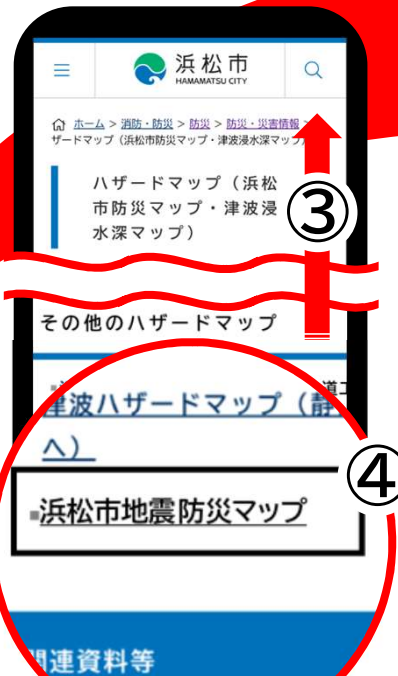 浜松市
HAMAMATSU CITY
ホーム > 消防・防災 > 防災 > 防災・災害情報 >
ザードマップ（浜松市防災マップ・津波浸水深マップ）
ハザードマップ（浜松
市防災マップ・津波浸
水深マップ）
③
その他のハザードマップ
津波ハザードマップ（静
へ）
④
浜松市地震防災マップ
関連資料等